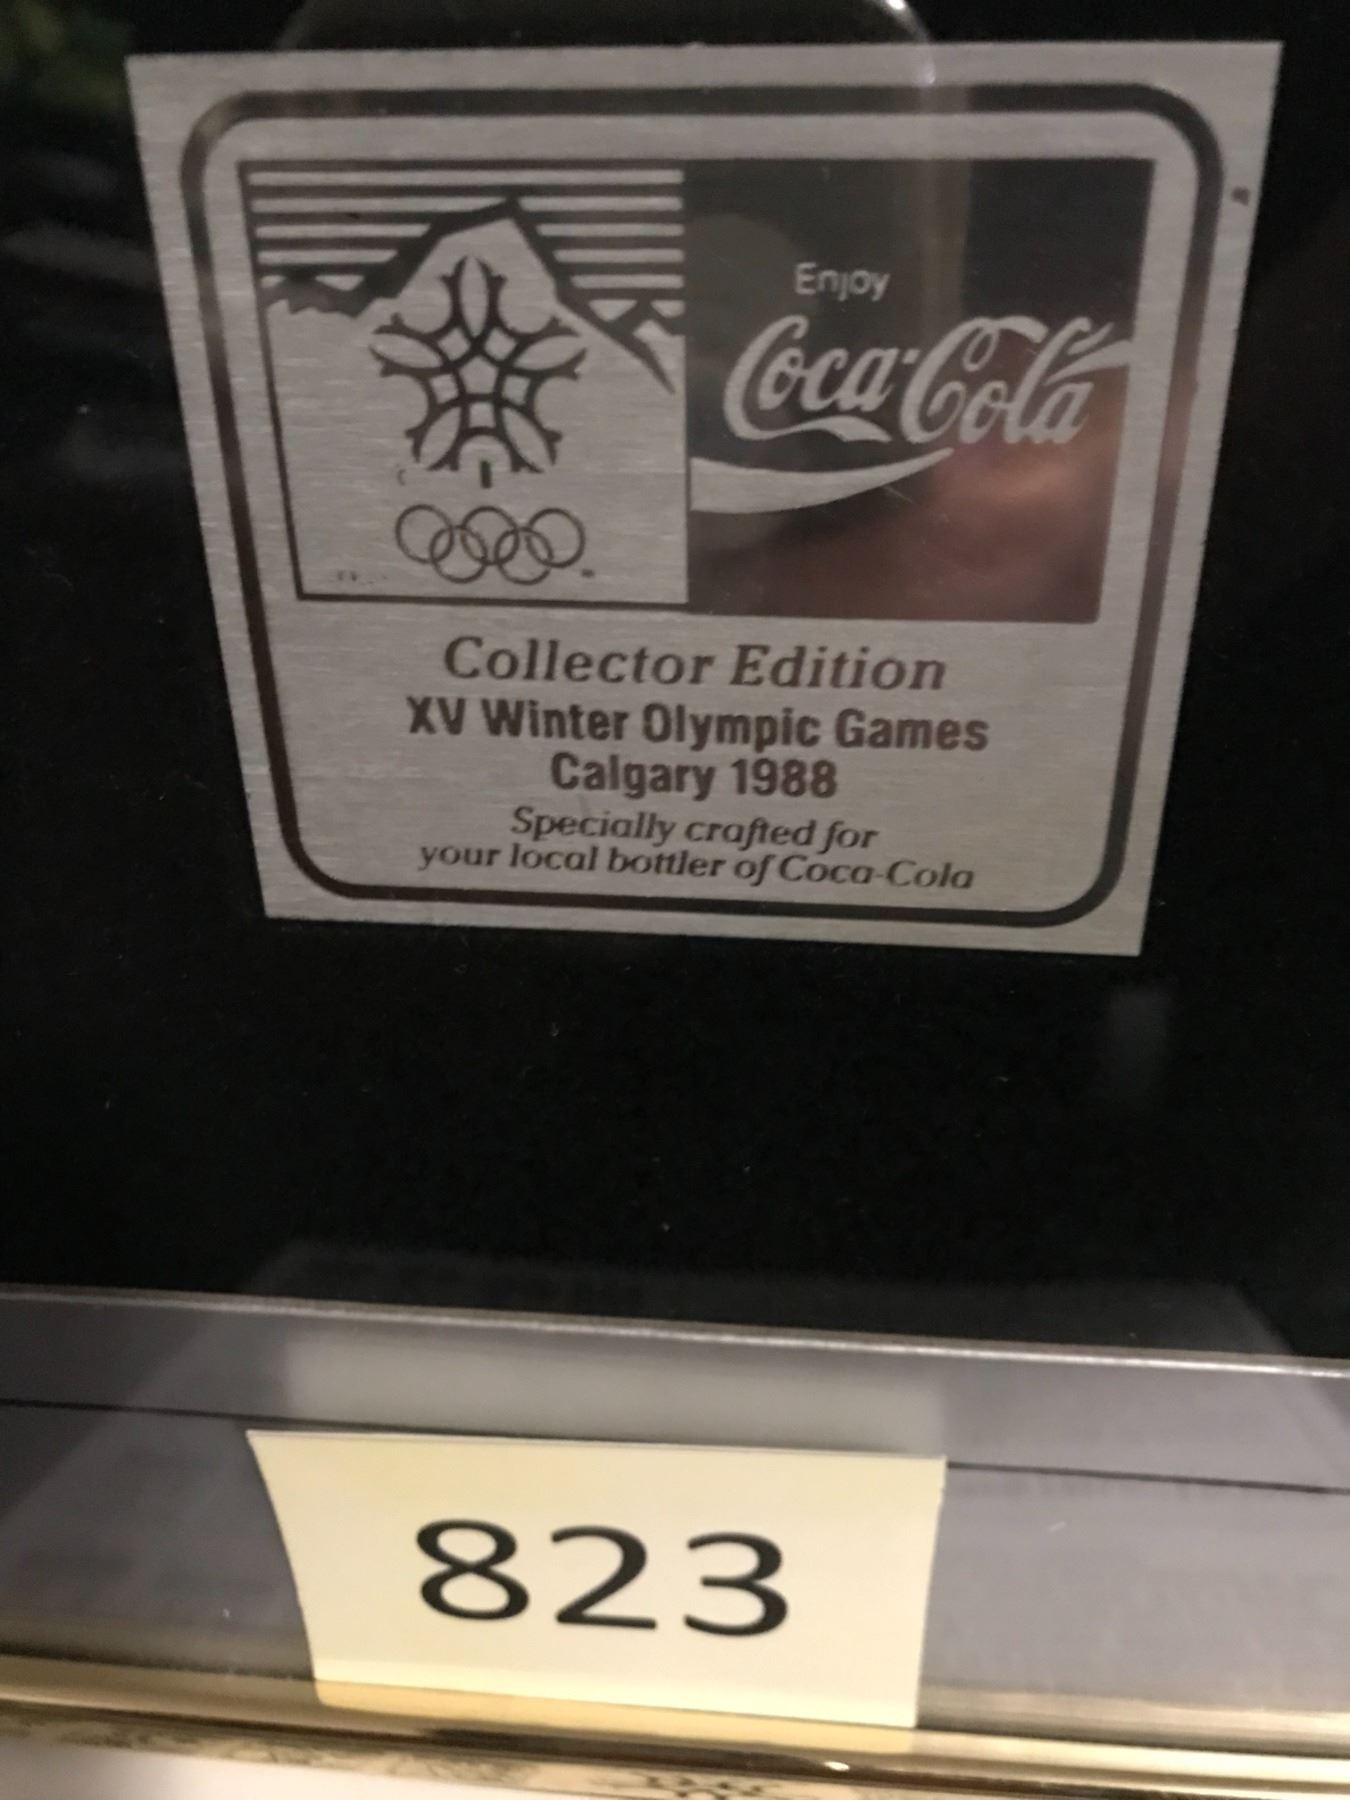 Enjoy
Coca-Cola
Collector Edition
XV Winter Olympic Games
Calgary 1988
Specially crafted for
your local bottler of Coca-Cola
823